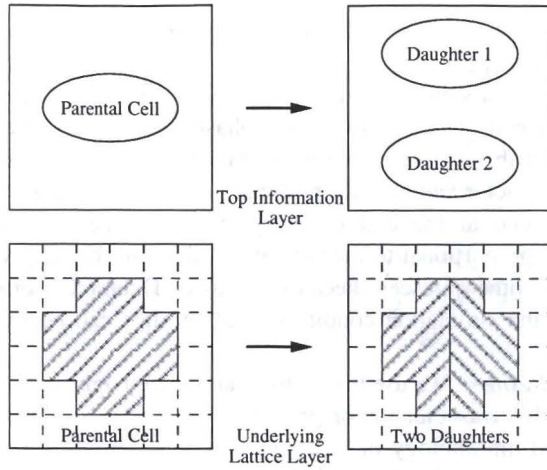 Parental Cell
Daughter 1
Daughter 2
Top Information
Layer
Parental Cell
Underlying
Lattice Layer
Two Daughters